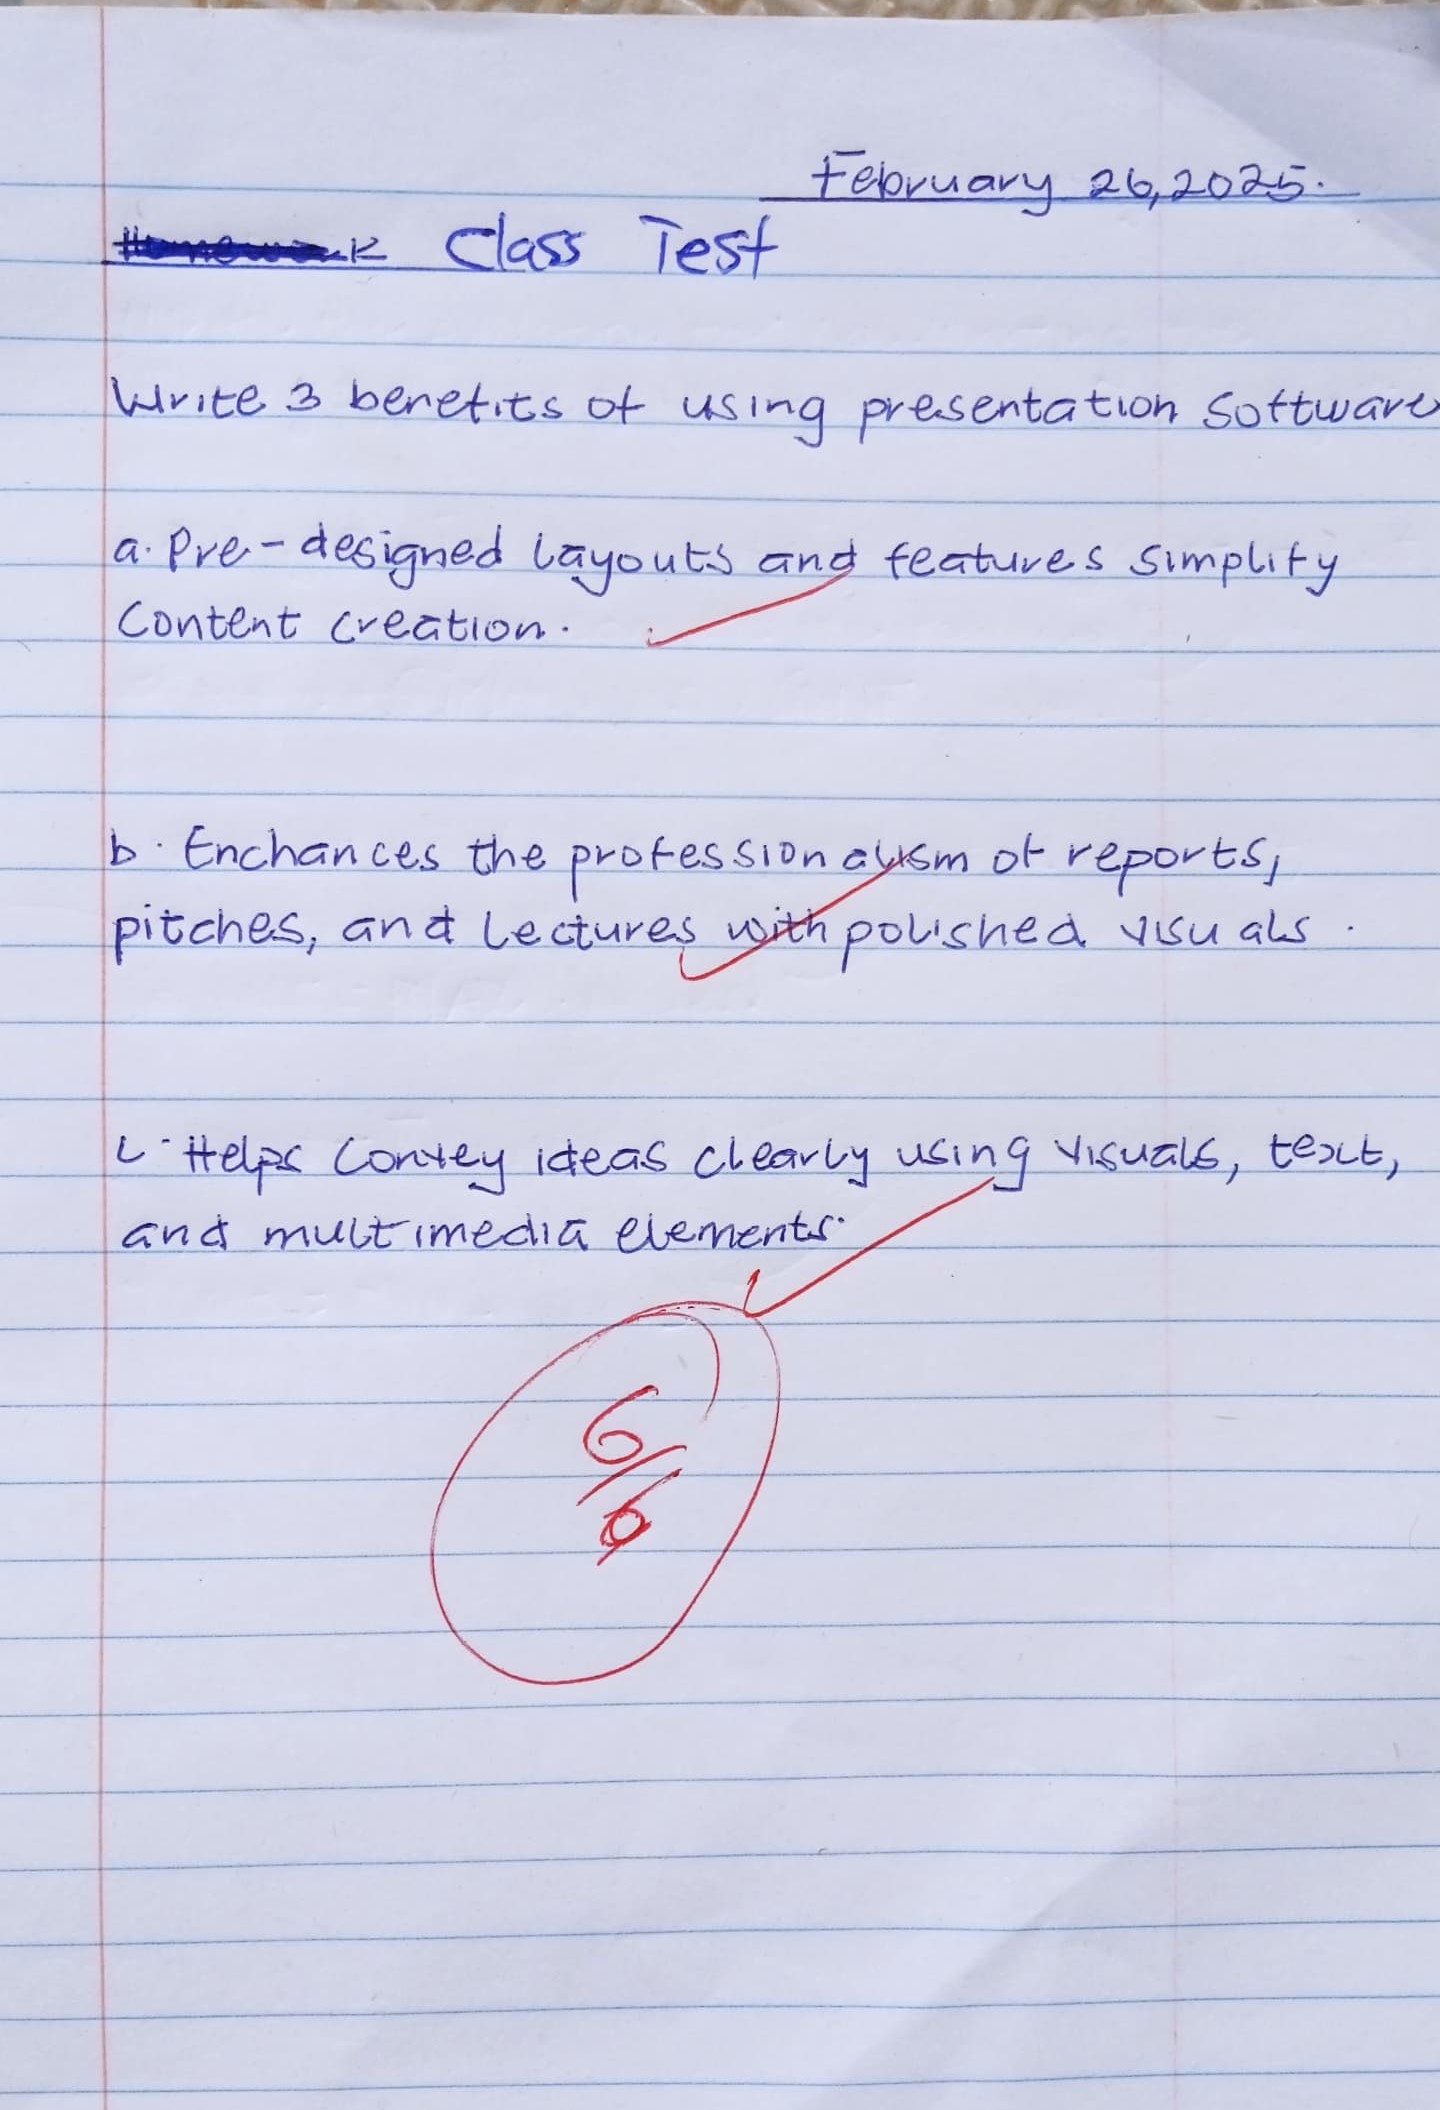 February 26, 2025.
Homework Class Test
Write 3 benefits of using presentation software
a. Pre-designed layouts and features simplify
content creation.
b. Enchances the professionalism of reports,
pitches, and lectures with polished visuals.
c. Helps convey ideas clearly using visuals, text,
and multimedia elements.
6/6